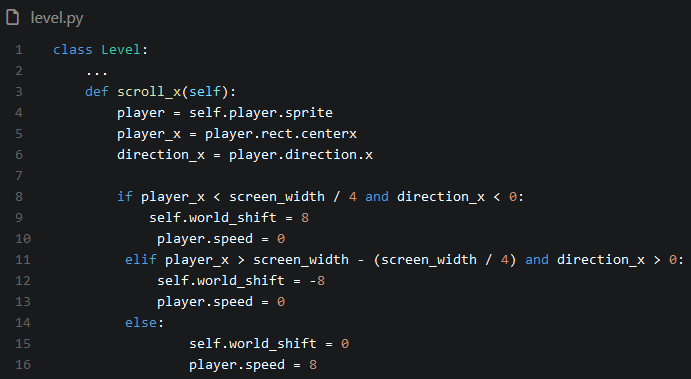 level.py
1 class Level:
2     ...
3     def scroll_x(self):
4         player = self.player.sprite
5         player_x = player.rect.centerx
6         direction_x = player.direction.x
7
8         if player_x < screen_width / 4 and direction_x < 0:
9             self.world_shift = 8
10             player.speed = 0
11         elif player_x > screen_width - (screen_width / 4) and direction_x > 0:
12             self.world_shift = -8
13             player.speed = 0
14         else:
15                 self.world_shift = 0
16                 player.speed = 8